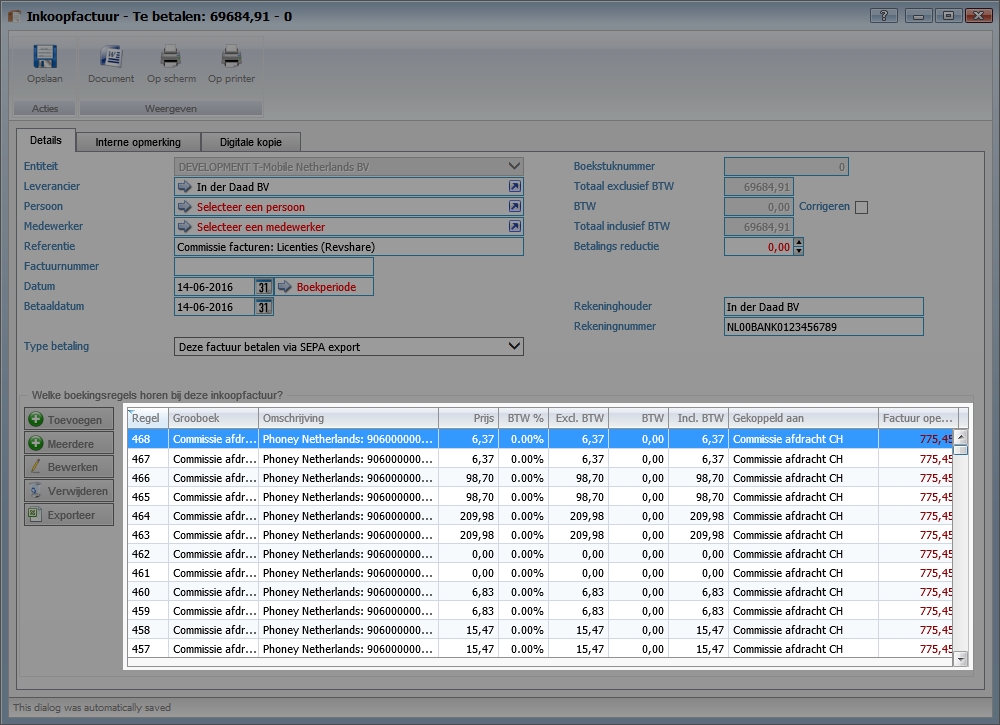 Inkoopfactuur - Te betalen: 69684,91 - 0
?
Opslaan Document Op scherm Op printer
Acties Weergeven
Details Interne opmerking Digitale kopie
Entiteit DEVELOPMENT T-Mobile Netherlands BV Boekstuknummer 0
Leverancier In der Daad BV Totaal exclusief BTW 69684,91
Persoon Selecteer een persoon BTW 0,00 Corrigeren
Medewerker Selecteer een medewerker Totaal inclusief BTW 69684,91
Referentie Commissie facturen: Licenties (Revshare) Betalings reductie 0,00
Factuurnummer
Datum 14-06-2016 31 Boekperiode
Betaaldatum 14-06-2016 31 Rekeninghouder In der Daad BV
Rekeningnummer NL00BANK0123456789
Type betaling Deze factuur betalen via SEPA export
Welke boekingsregels horen bij deze inkoopfactuur?
Toevoegen
Meerdere
Bewerken
Verwijderen
Exporteer
Regel Grooboek Omschrijving Prijs BTW % Excl. BTW BTW Incl. BTW Gekoppeld aan Factuur ope...
468 Commissie afdr... Phoney Netherlands: 906000000... 6,37 0.00% 6,37 0,00 6,37 Commissie afdracht CH 775,45
467 Commissie afdr... Phoney Netherlands: 906000000... 6,37 0.00% 6,37 0,00 6,37 Commissie afdracht CH 775,45
466 Commissie afdr... Phoney Netherlands: 906000000... 98,70 0.00% 98,70 0,00 98,70 Commissie afdracht CH 775,45
465 Commissie afdr... Phoney Netherlands: 906000000... 98,70 0.00% 98,70 0,00 98,70 Commissie afdracht CH 775,45
464 Commissie afdr... Phoney Netherlands: 906000000... 209,98 0.00% 209,98 0,00 209,98 Commissie afdracht CH 775,45
463 Commissie afdr... Phoney Netherlands: 906000000... 209,98 0.00% 209,98 0,00 209,98 Commissie afdracht CH 775,45
462 Commissie afdr... Phoney Netherlands: 906000000... 0,00 0.00% 0,00 0,00 0,00 Commissie afdracht CH 775,45
461 Commissie afdr... Phoney Netherlands: 906000000... 0,00 0.00% 0,00 0,00 0,00 Commissie afdracht CH 775,45
460 Commissie afdr... Phoney Netherlands: 906000000... 6,83 0.00% 6,83 0,00 6,83 Commissie afdracht CH 775,45
459 Commissie afdr... Phoney Netherlands: 906000000... 6,83 0.00% 6,83 0,00 6,83 Commissie afdracht CH 775,45
458 Commissie afdr... Phoney Netherlands: 906000000... 15,47 0.00% 15,47 0,00 15,47 Commissie afdracht CH 775,45
457 Commissie afdr... Phoney Netherlands: 906000000... 15,47 0.00% 15,47 0,00 15,47 Commissie afdracht CH 775,45
This dialog was automatically saved